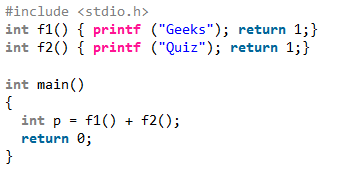 #include <stdio.h>
int f1() { printf ("Geeks"); return 1;}
int f2() { printf ("Quiz"); return 1;}
int main()
{
int p = f1() + f2();
return 0;
}